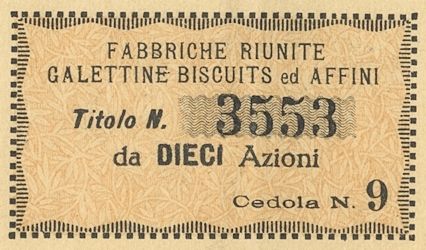 FABBRICHE RIUNITE
GALETTINE BISCUITS ed AFFINI
Titolo N. 3553
da DIECI Azioni
Cedola N. 9